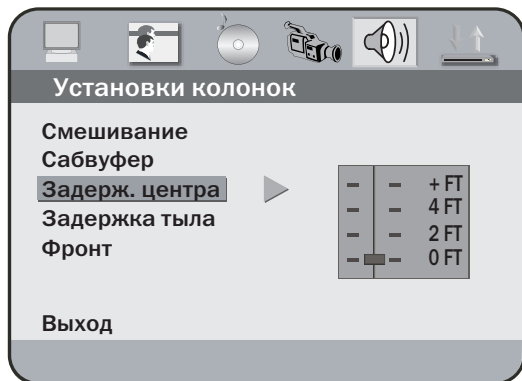 Установки колонок
Смешивание
Сабвуфер
Задерж. центра
Задержка тыла
Фронт
Выход
+ FT
4 FT
2 FT
0 FT